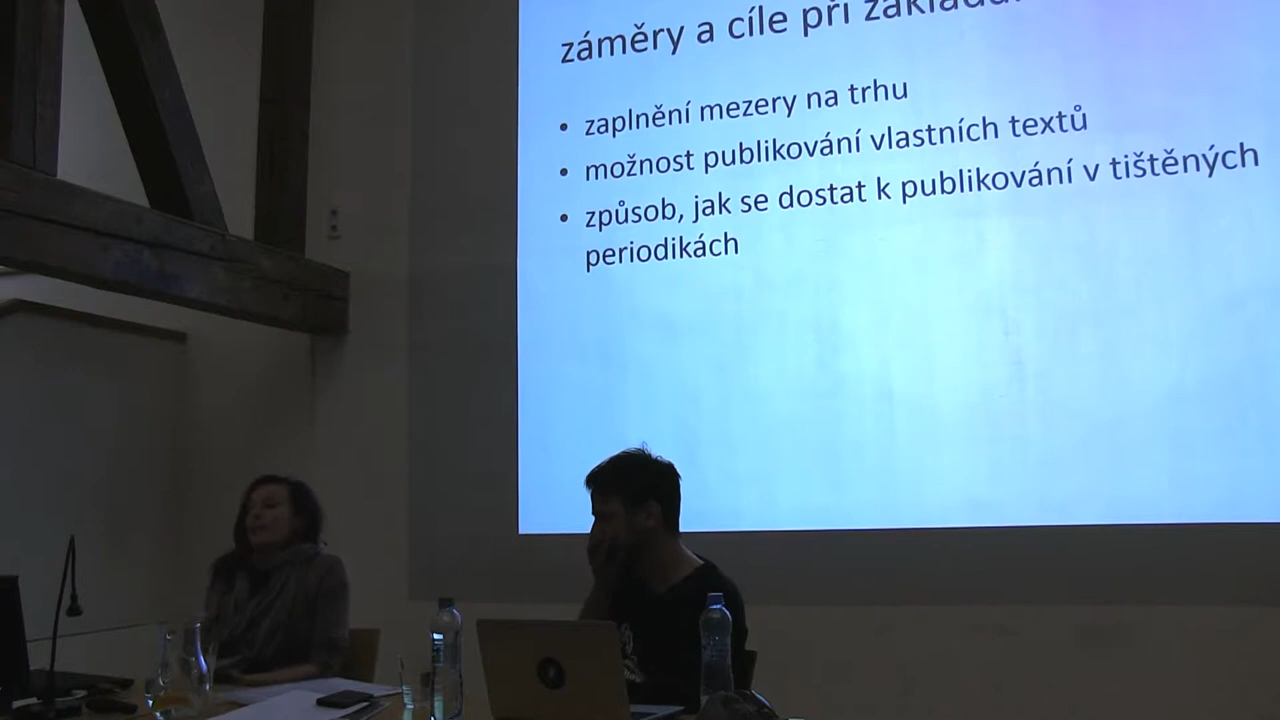 záměry a cíle při
• zaplnění mezery na trhu
• možnost publikování vlastních textů
• způsob, jak se dostat k publikování v tištěných
periodikách